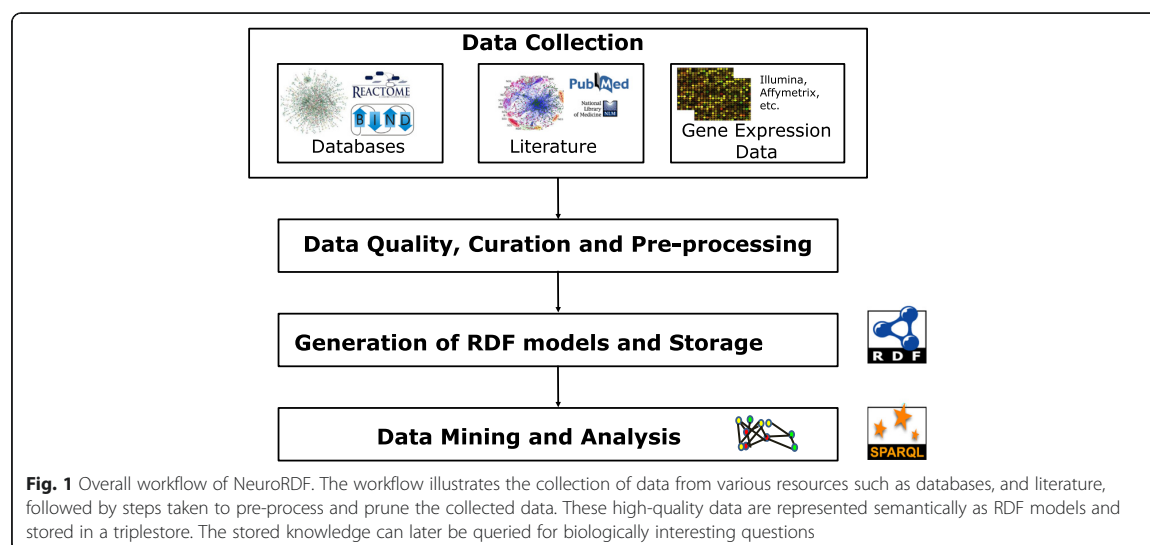 Data Collection
REACTOME
BIND
Databases
PubMed
National
Library
of Medicine
NLM
Literature
Illumina,
Affymetrix,
etc.
Gene Expression
Data
Data Quality, Curation and Pre-processing
Generation of RDF models and Storage
RDF
Data Mining and Analysis
SPARQL
Fig. 1 Overall workflow of NeuroRDF. The workflow illustrates the collection of data from various resources such as databases, and literature,
followed by steps taken to pre-process and prune the collected data. These high-quality data are represented semantically as RDF models and
stored in a triplestore. The stored knowledge can later be queried for biologically interesting questions